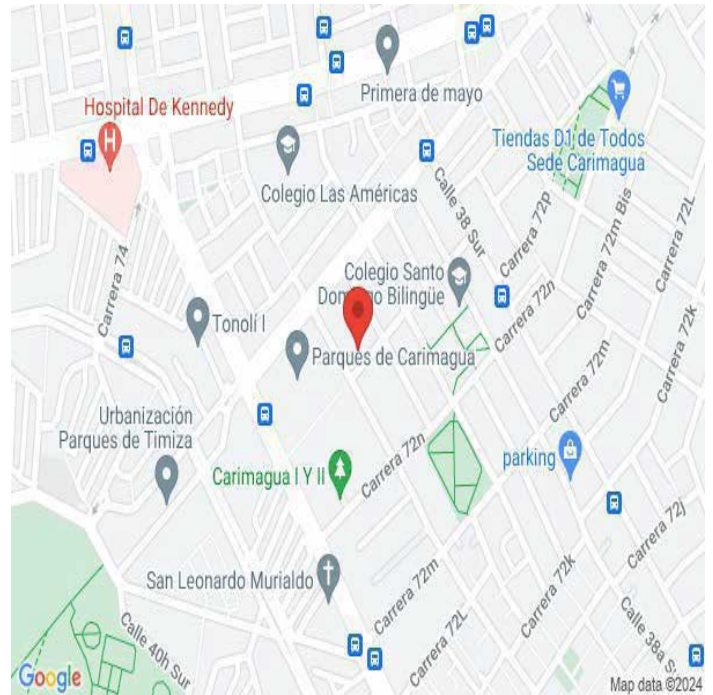 Primera de mayo
Hospital De Kennedy
H
Tiendas D1 de Todos
Sede Carimagua
Colegio Las Américas
Calle 38 Sur
Carrera 72p
Carrera 72m Bis
Carrera 72L
Carrera 74
Colegio Santo
Domingo Bilingüe
Carrera 72n
Carrera 72k
Tonolí I
Parques de Carimagua
Carrera 72m
Urbanización
Parques de Timiza
Carimagua I Y II
Carrera 72n
parking
Carrera 72j
San Leonardo Murialdo
Carrera 72m
Carrera 72L
Carrera 72k
Calle 38a S
Calle 40h Sur
Google
Map data ©2024